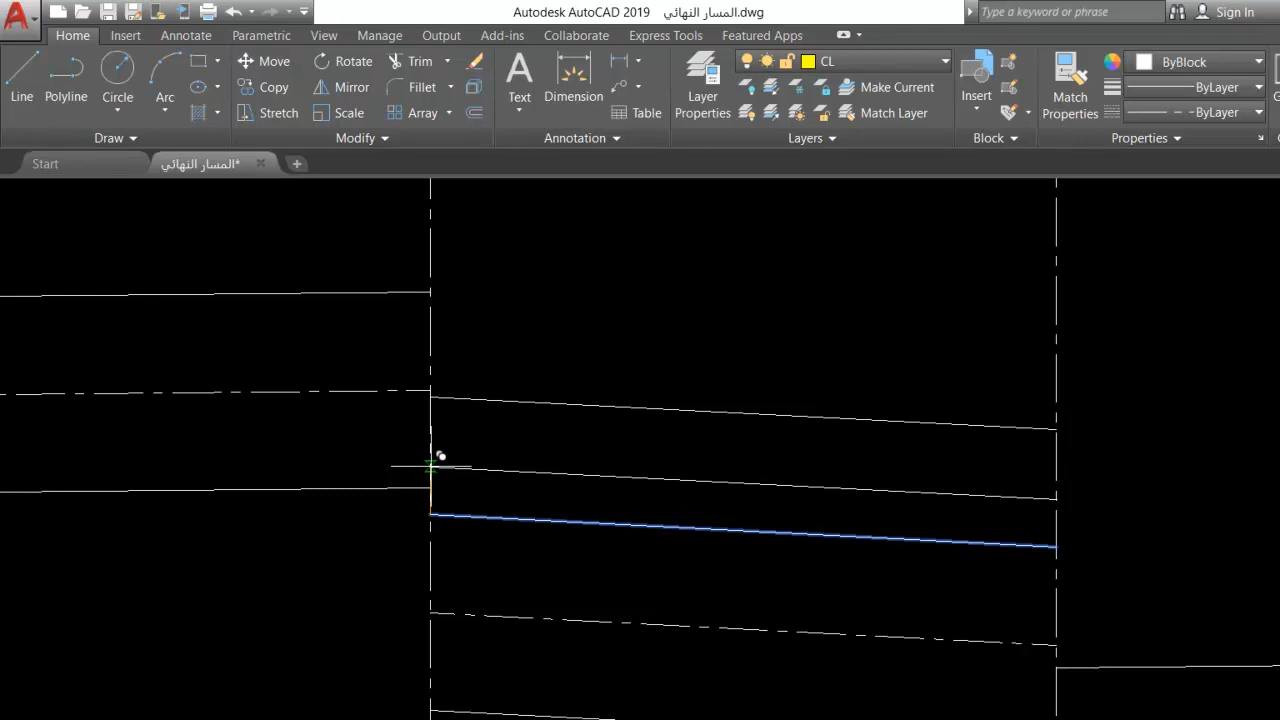 Autodesk AutoCAD 2019 المسار النهائي.dwg
Type a keyword or phrase
Sign In
Home Insert Annotate Parametric View Manage Output Add-ins Collaborate Express Tools Featured Apps
Line
Polyline
Circle
Arc
Draw
Move Rotate Trim
Copy Mirror Fillet
Stretch Scale Array
Modify
Text
Dimension
Table
Annotation
Layer
Properties
CL
Make Current
Match Layer
Layers
Insert
Block
Match
Properties
ByBlock
ByLayer
ByLayer
Properties
Start
المسار النهائي*